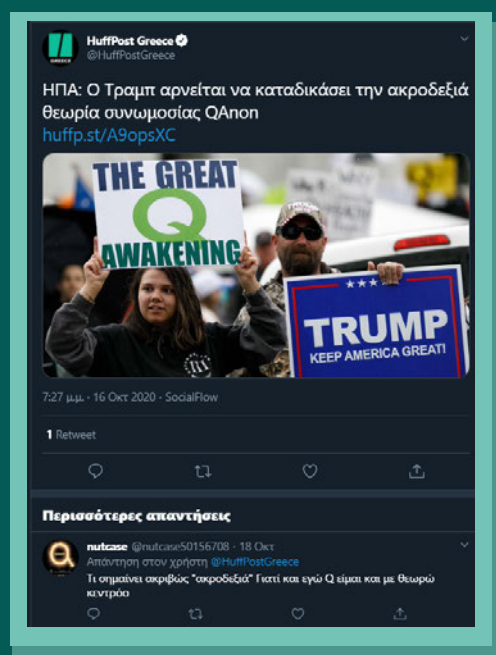 HuffPost Greece
@HuffPostGreece
ΗΠΑ: Ο Τραμπ αρνείται να καταδικάσει την ακροδεξιά
θεωρία συνωμοσίας QAnon
huffp.st/A9opsXC
THE GREAT
Q
AWAKENING
TRUMP
KEEP AMERICA GREAT!
7:27 μ.μ. · 16 Οκτ 2020 · SocialFlow
1 Retweet
Περισσότερες απαντήσεις
nutcase @nutcase50156708 · 18 Οκτ
Απάντηση στον χρήστη @HuffPostGreece
Τι σημαίνει ακριβώς "ακροδεξιά" Γιατί και εγώ Q είμαι και με θεωρώ
κεντρόο